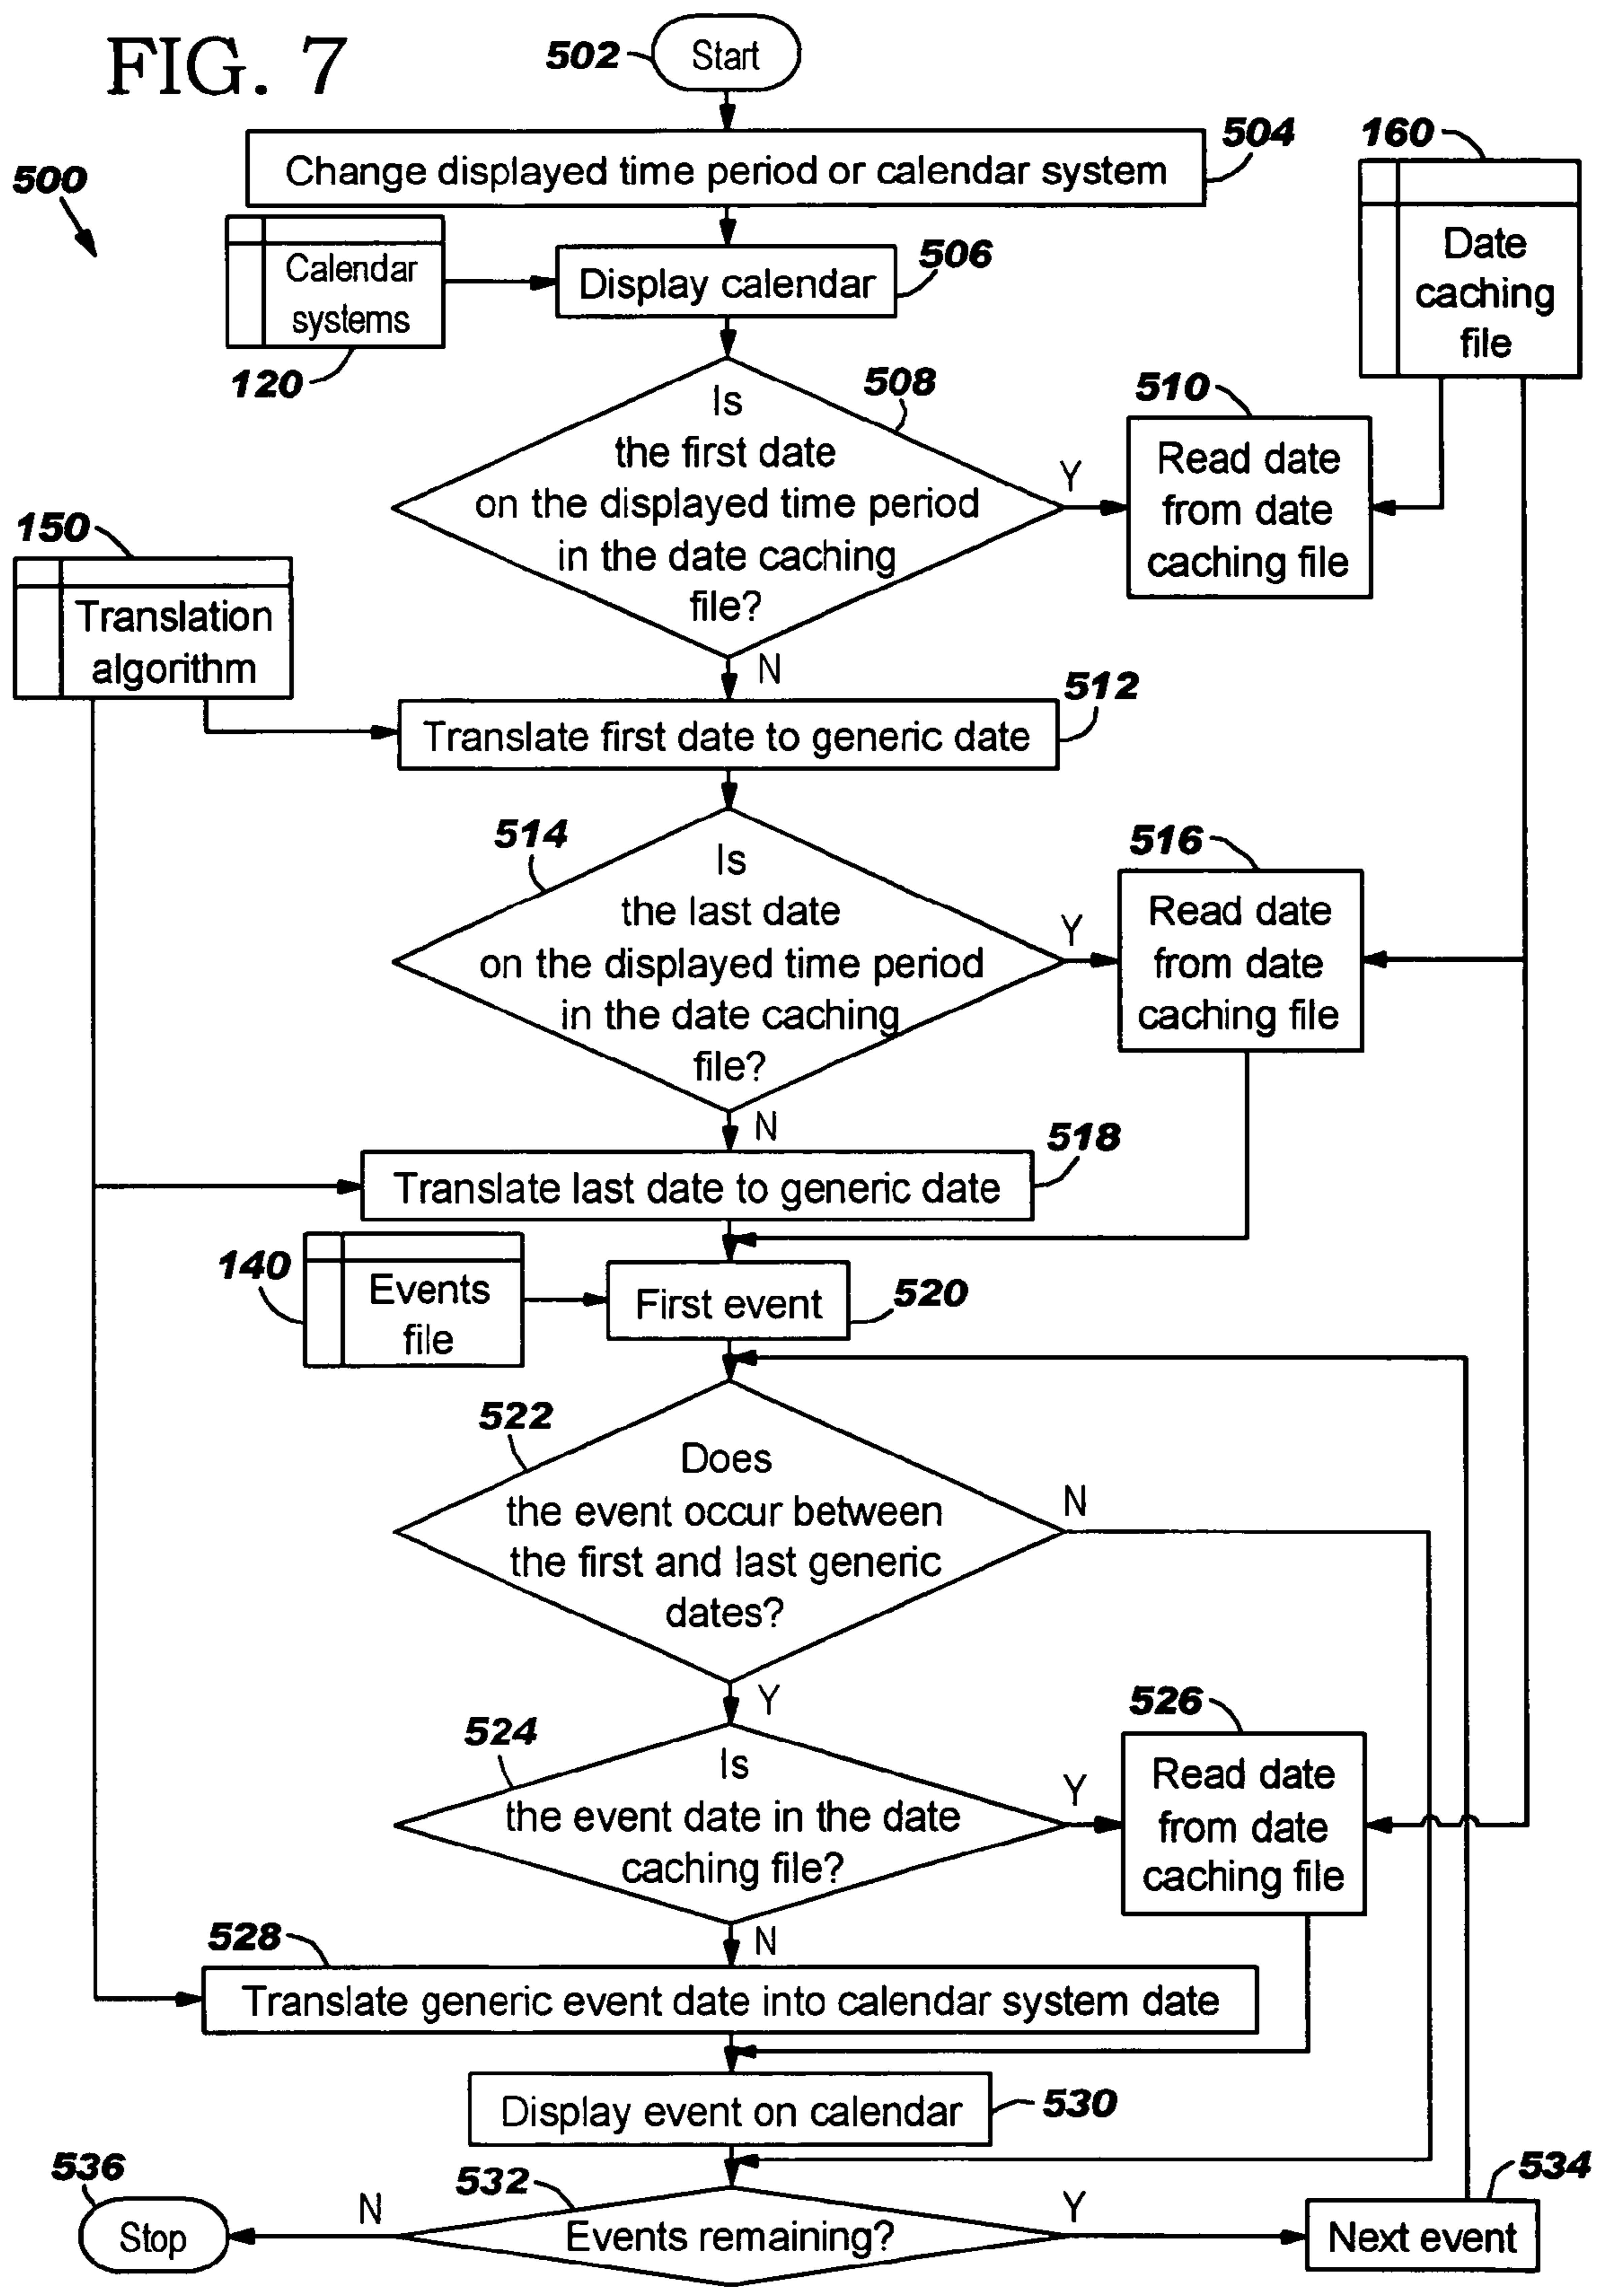 FIG. 7
502
Start
504
Change displayed time period or calendar system
160
Date
caching
file
500
Calendar
systems
120
506
Display calendar
508
Is
the first date
on the displayed time period
in the date caching
file?
Y
510
Read date
from date
caching file
150
Translation
algorithm
N
512
Translate first date to generic date
514
Is
the last date
on the displayed time period
in the date caching
file?
Y
516
Read date
from date
caching file
N
518
Translate last date to generic date
140
Events
file
First event
520
522
Does
the event occur between
the first and last generic
dates?
N
Y
524
Is
the event date in the date
caching file?
Y
526
Read date
from date
caching file
N
528
Translate generic event date into calendar system date
Display event on calendar
530
536
Stop
N
532
Events remaining?
Y
534
Next event